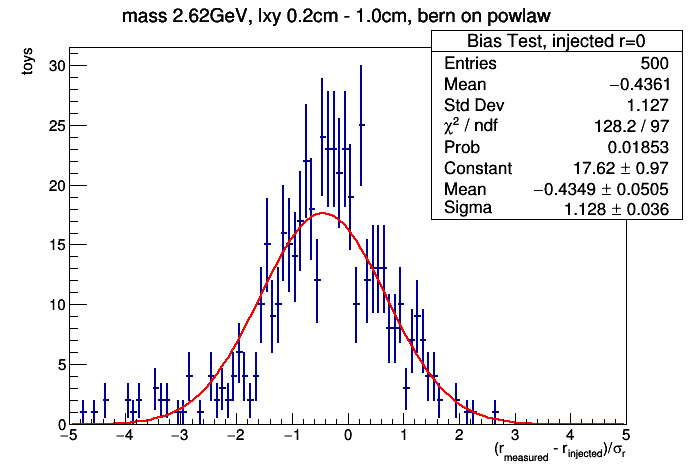 mass 2.62GeV, lxy 0.2cm - 1.0cm, bern on powlaw
Bias Test, injected r=0
Entries 500
Mean −0.4361
Std Dev 1.127
χ² / ndf 128.2 / 97
Prob 0.01853
Constant 17.62 ± 0.97
Mean −0.4349 ± 0.0505
Sigma 1.128 ± 0.036
toys
30
25
20
15
10
5
0
−5 −4 −3 −2 −1 0 1 2 3 4 5
(r_measured - r_injected)/σ_r